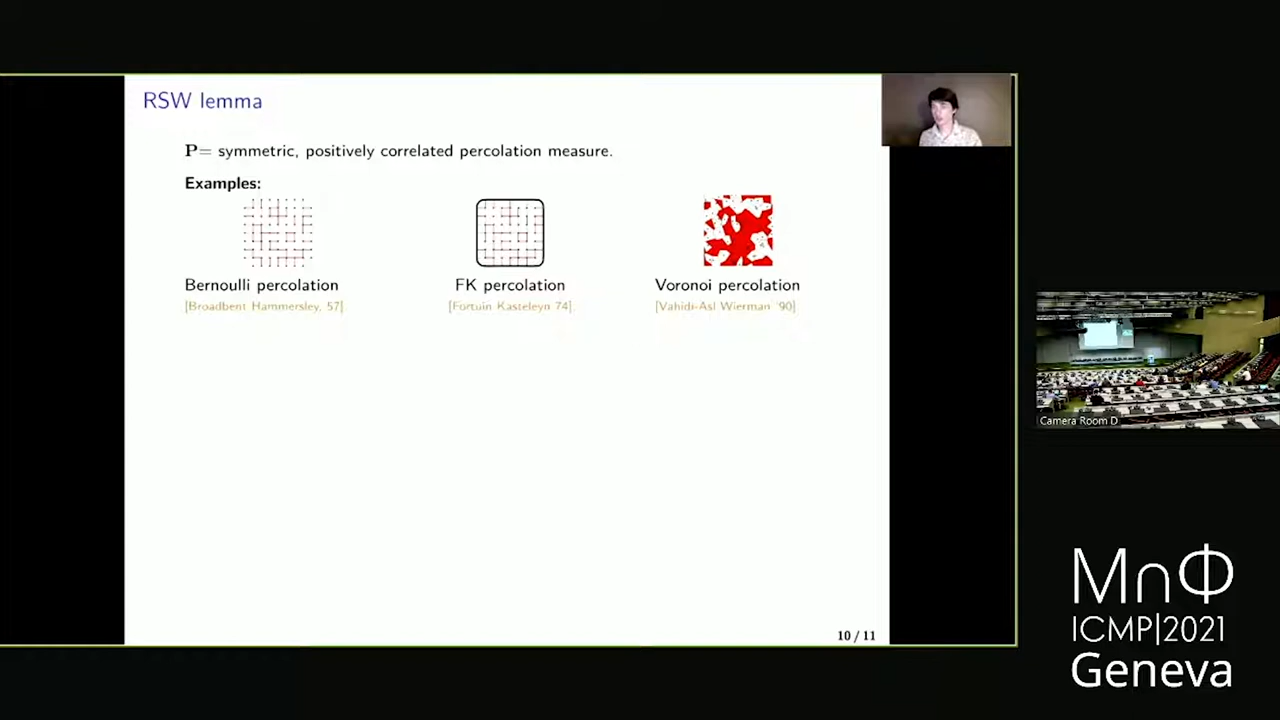 RSW lemma
P= symmetric, positively correlated percolation measure.
Examples:
Bernoulli percolation
FK percolation
Voronoi percolation
[Broadbent Hammersley, 57]
[Fortuin Kasteleyn 74]
[Vahidi-Asl Wierman '90]
10 / 11
Camera Room D
M∩Φ
ICMP|2021
Geneva